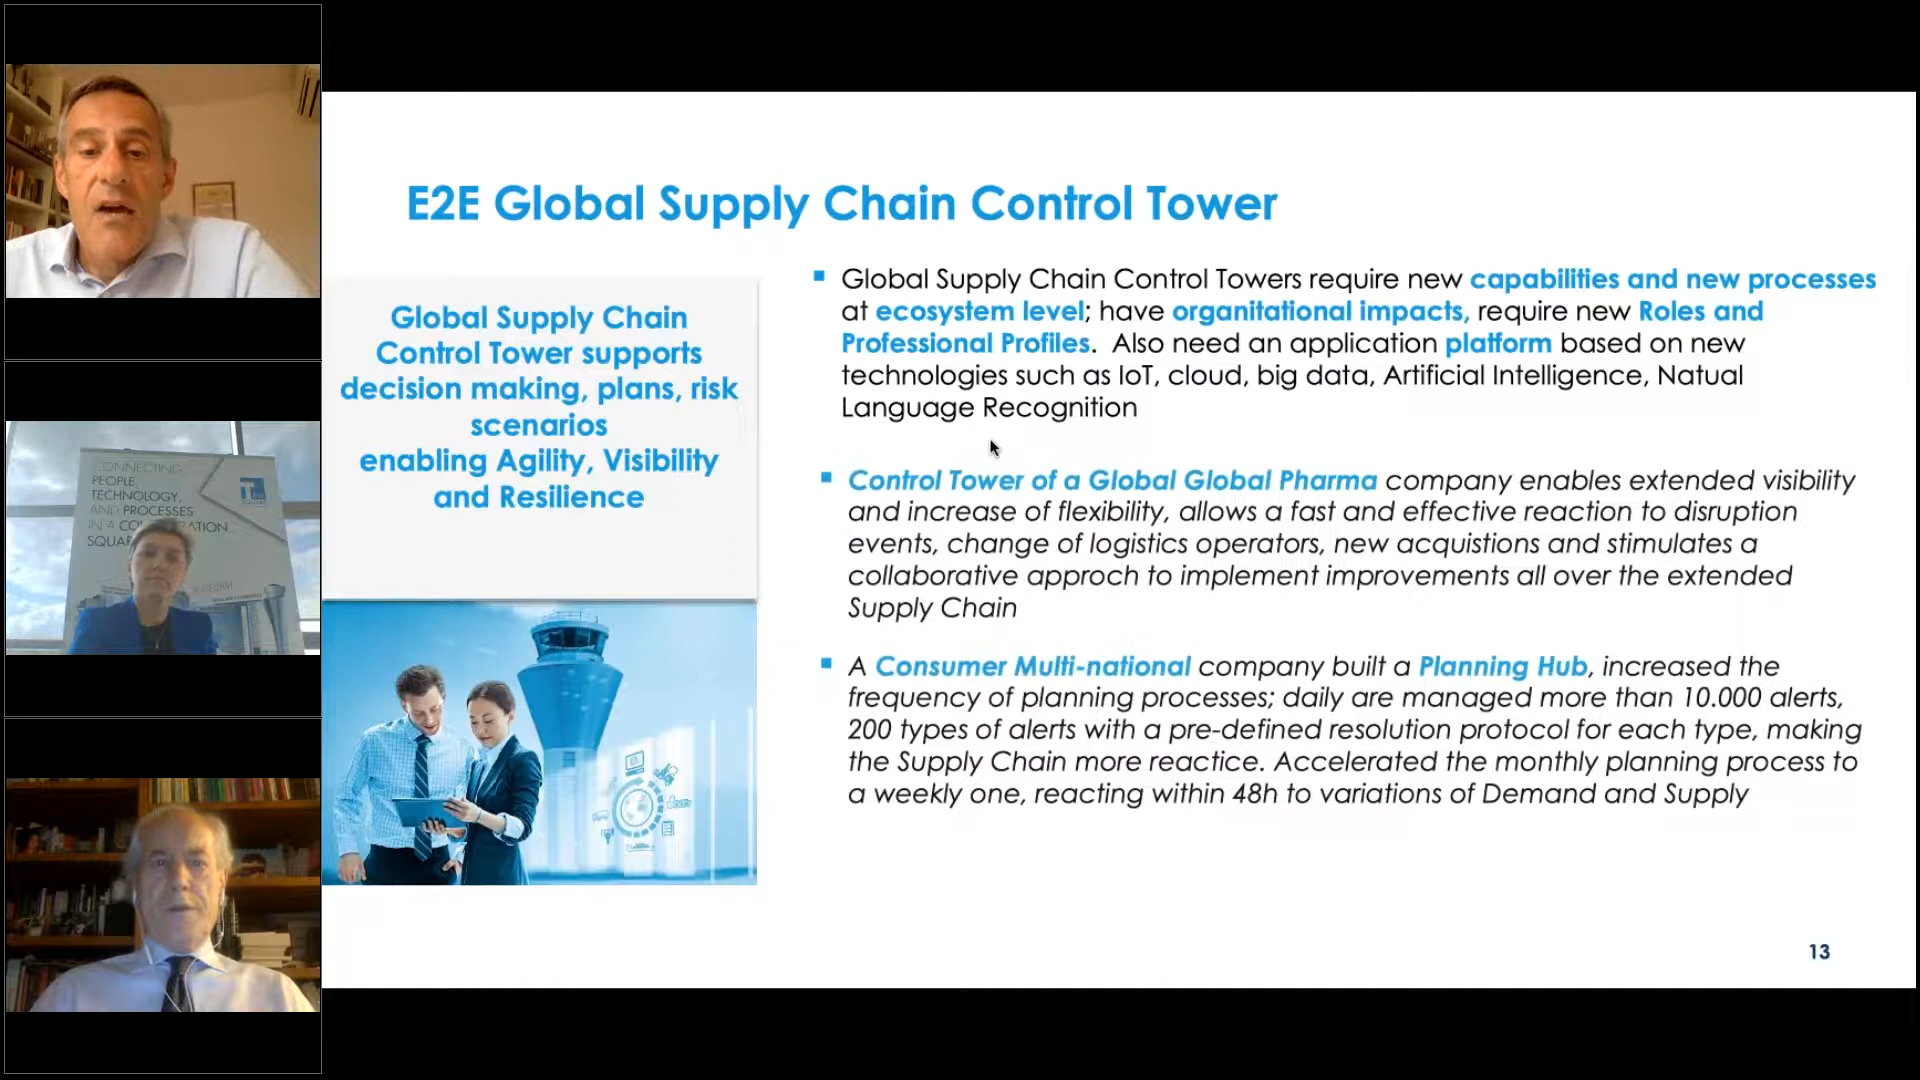 E2E Global Supply Chain Control Tower
Global Supply Chain
Control Tower supports
decision making, plans, risk
scenarios
enabling Agility, Visibility
and Resilience
Global Supply Chain Control Towers require new capabilities and new processes
at ecosystem level; have organitational impacts, require new Roles and
Professional Profiles. Also need an application platform based on new
technologies such as IoT, cloud, big data, Artificial Intelligence, Natual
Language Recognition
Control Tower of a Global Global Pharma company enables extended visibility
and increase of flexibility, allows a fast and effective reaction to disruption
events, change of logistics operators, new acquistions and stimulates a
collaborative approch to implement improvements all over the extended
Supply Chain
A Consumer Multi-national company built a Planning Hub, increased the
frequency of planning processes; daily are managed more than 10.000 alerts,
200 types of alerts with a pre-defined resolution protocol for each type, making
the Supply Chain more reactice. Accelerated the monthly planning process to
a weekly one, reacting within 48h to variations of Demand and Supply
13
CONNECTING
PEOPLE,
TECHNOLOGY,
AND PROCESSES
IN A